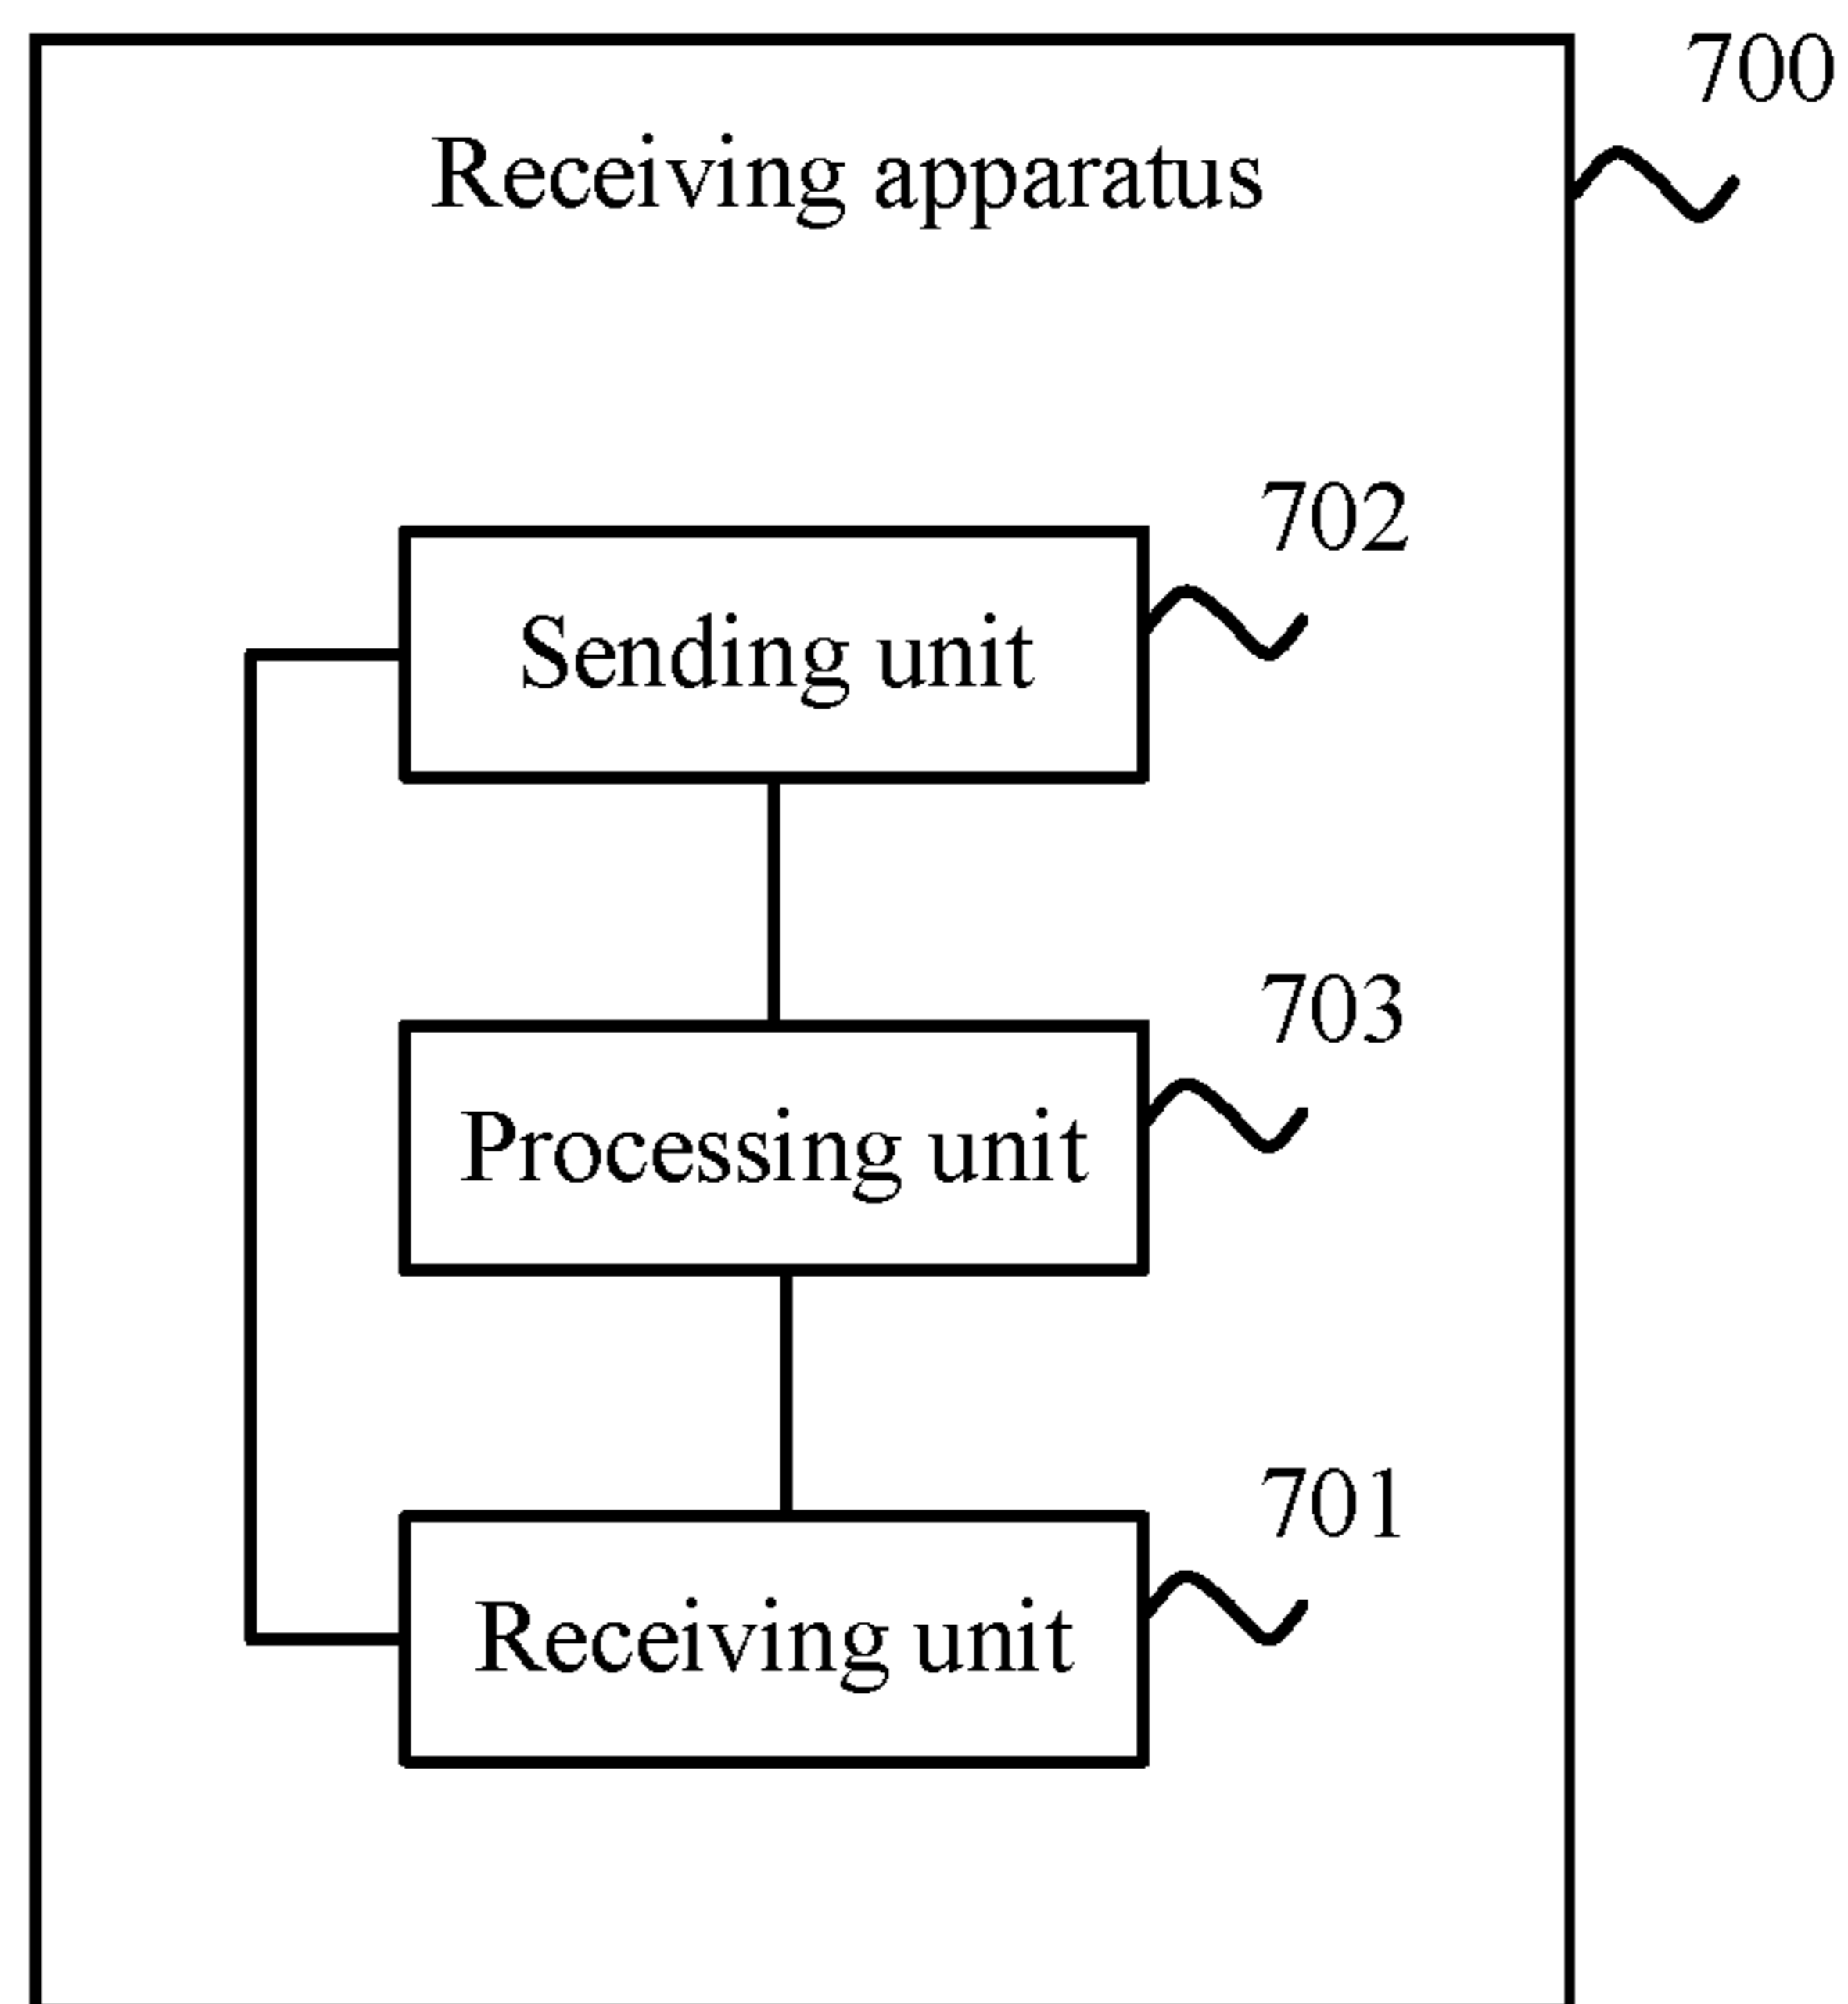 700
Receiving apparatus
702
Sending unit
703
Processing unit
701
Receiving unit